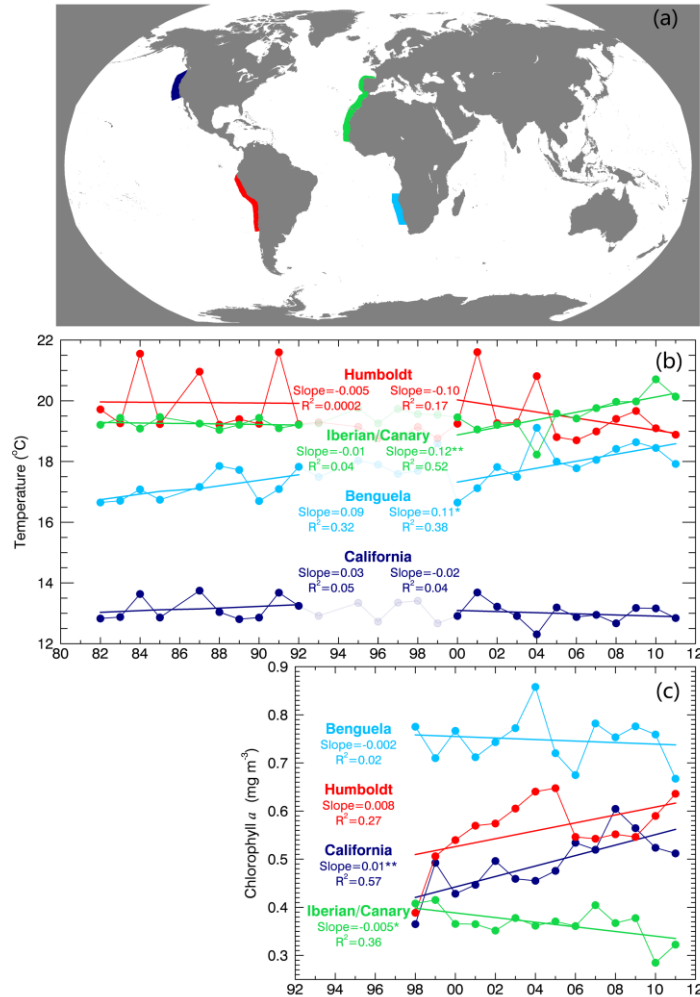 (a)
22
(b)
20
18
16
14
12
Temperature (°C)
Humboldt
Slope=-0.005 Slope=-0.10
R²=0.0002 R²=0.17
Iberian/Canary
Slope=-0.01 Slope=0.12**
R²=0.04 R²=0.52
Benguela
Slope=0.09 Slope=0.11*
R²=0.32 R²=0.38
California
Slope=0.03 Slope=-0.02
R²=0.05 R²=0.04
80 82 84 86 88 90 92 94 96 98 00 02 04 06 08 10 11 12
(c)
0.9
0.8
0.7
0.6
0.5
0.4
0.3
Chlorophyll a (mg m⁻³)
Benguela
Slope=-0.002
R²=0.02
Humboldt
Slope=0.008
R²=0.27
California
Slope=0.01**
R²=0.57
Iberian/Canary
Slope=-0.005*
R²=0.36
92 94 96 98 00 02 04 06 08 10 11 12